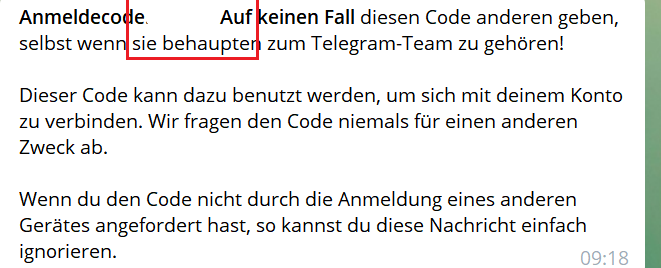 Anmeldecode. Auf keinen Fall diesen Code anderen geben,
selbst wenn sie behaupten zum Telegram-Team zu gehören!
Dieser Code kann dazu benutzt werden, um sich mit deinem Konto
zu verbinden. Wir fragen den Code niemals für einen anderen
Zweck ab.
Wenn du den Code nicht durch die Anmeldung eines anderen
Gerätes angefordert hast, so kannst du diese Nachricht einfach
ignorieren.
09:18